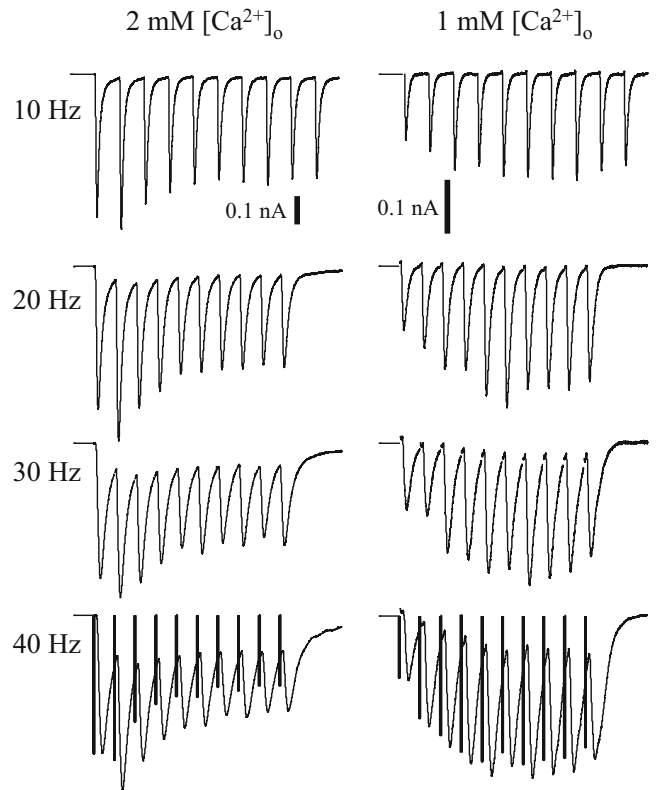 2 mM [Ca²⁺]ₒ
1 mM [Ca²⁺]ₒ
10 Hz
0.1 nA
0.1 nA
20 Hz
30 Hz
40 Hz